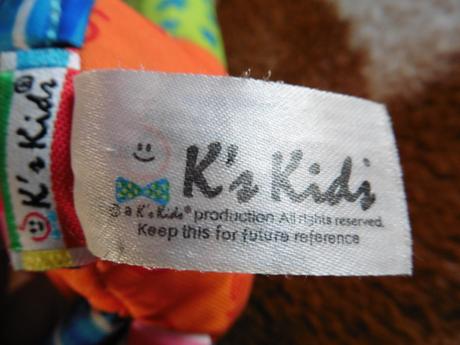 K's Kids®
K's Kids
© a K's Kids® production. All rights reserved.
Keep this for future reference